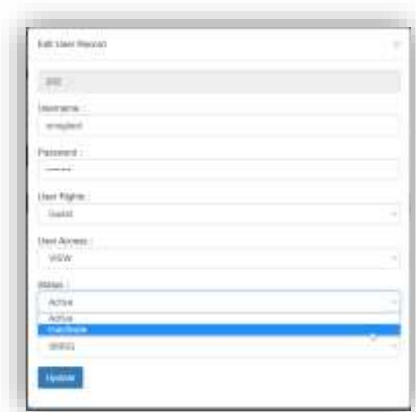 Edit User Record
Username :
Password :
User Rights :
Guest
User Access :
VIEW
Status :
Active
Active
Inactive
Update